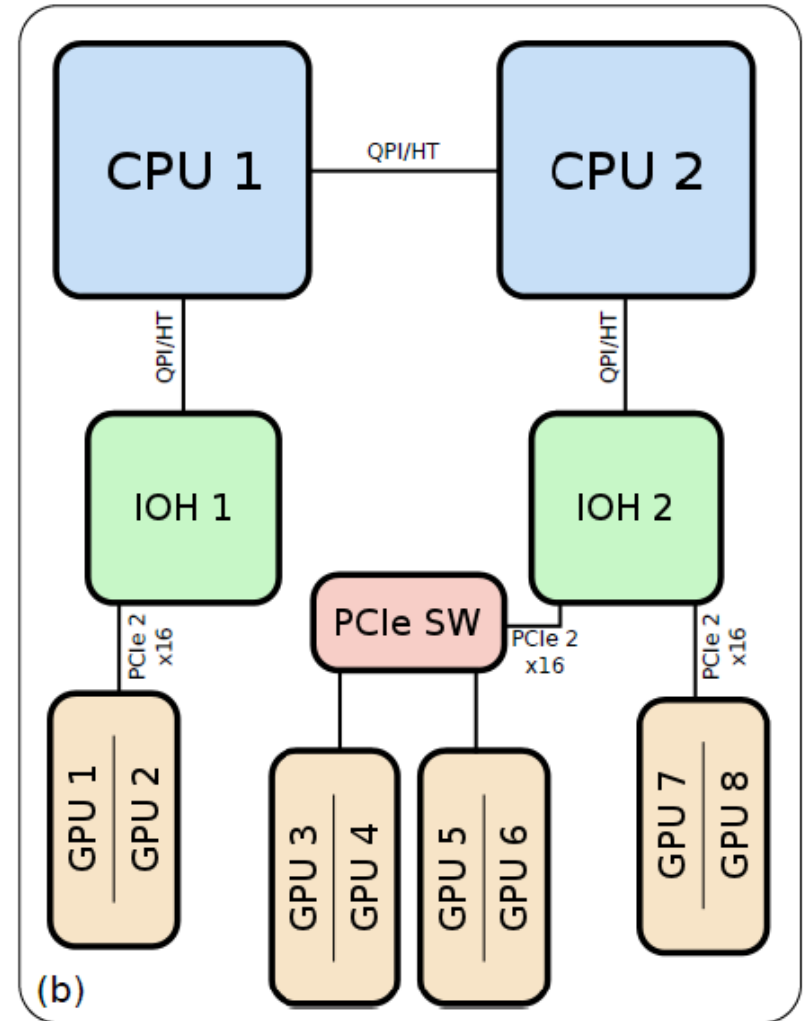 CPU 1
QPI/HT
CPU 2
QPI/HT
QPI/HT
IOH 1
IOH 2
PCIe SW
PCIe 2
x16
PCIe 2
x16
PCIe 2
x16
GPU 1
GPU 2
GPU 3
GPU 4
GPU 5
GPU 6
GPU 7
GPU 8
(b)